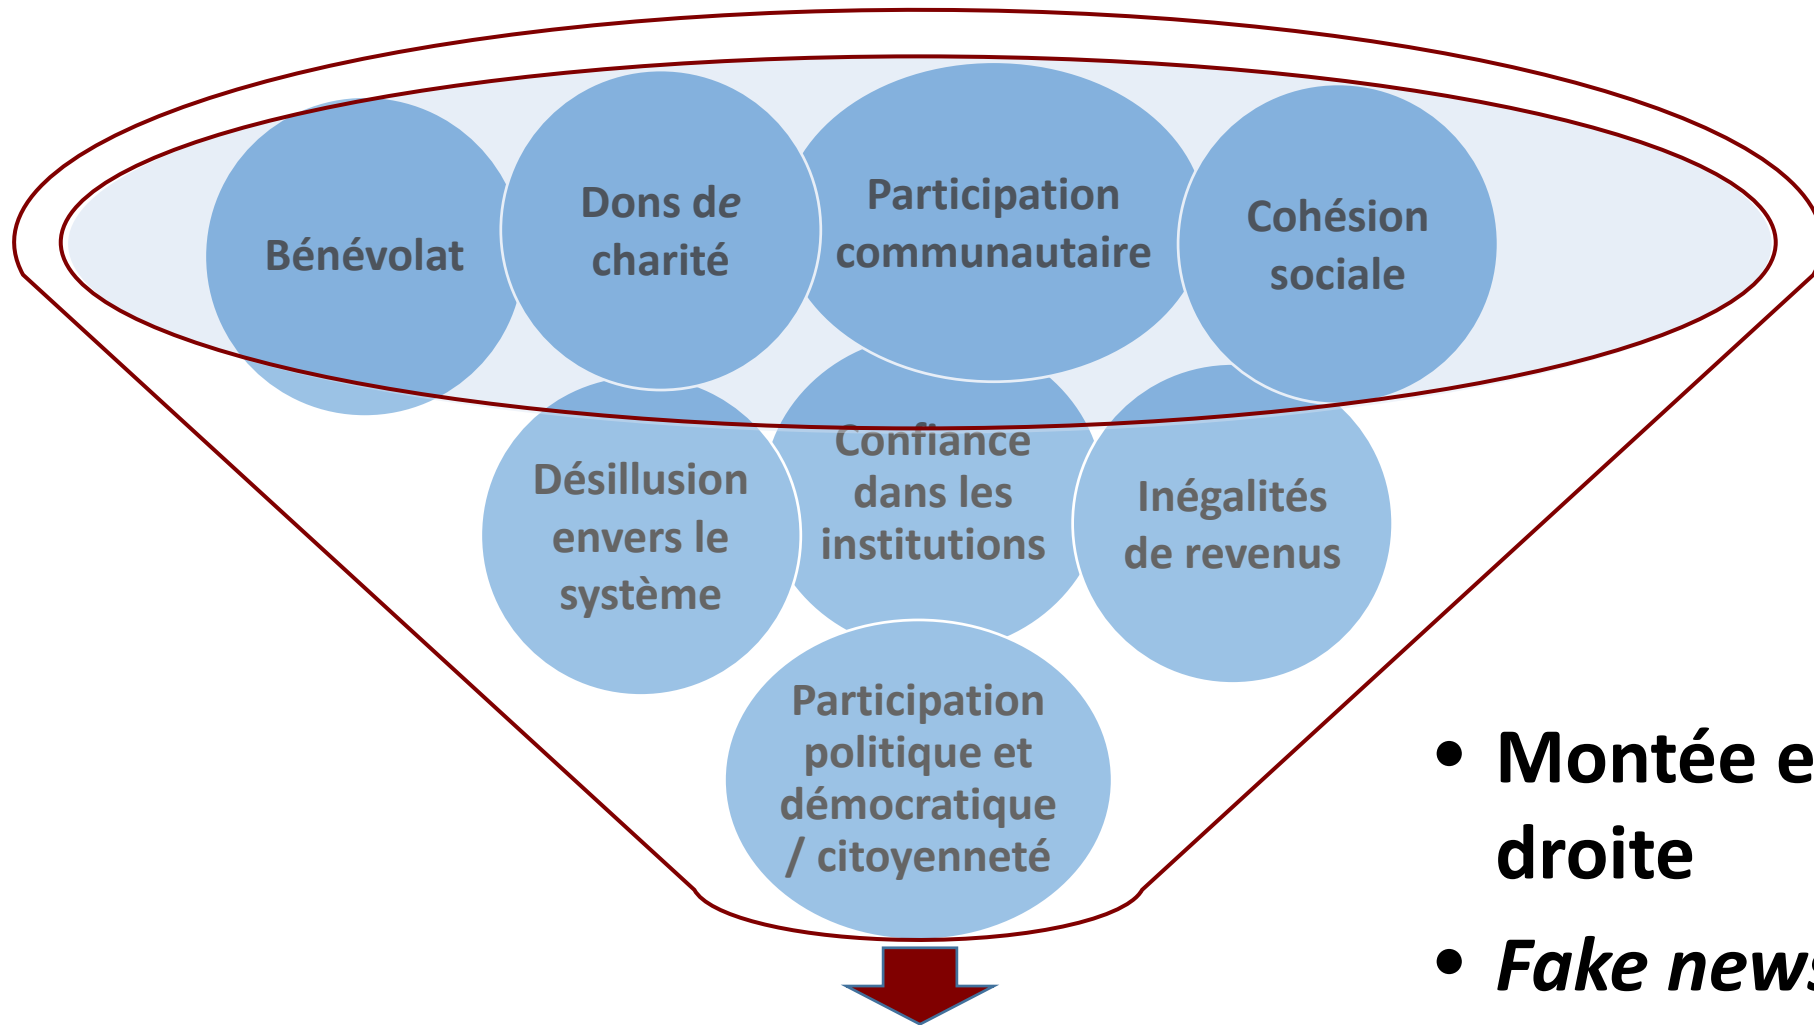 Bénévolat
Dons de
charité
Participation
communautaire
Cohésion
sociale
Désillusion
envers le
système
Confiance
dans les
institutions
Inégalités
de revenus
Participation
politique et
démocratique
/ citoyenneté
• Montée e
droite
• Fake news